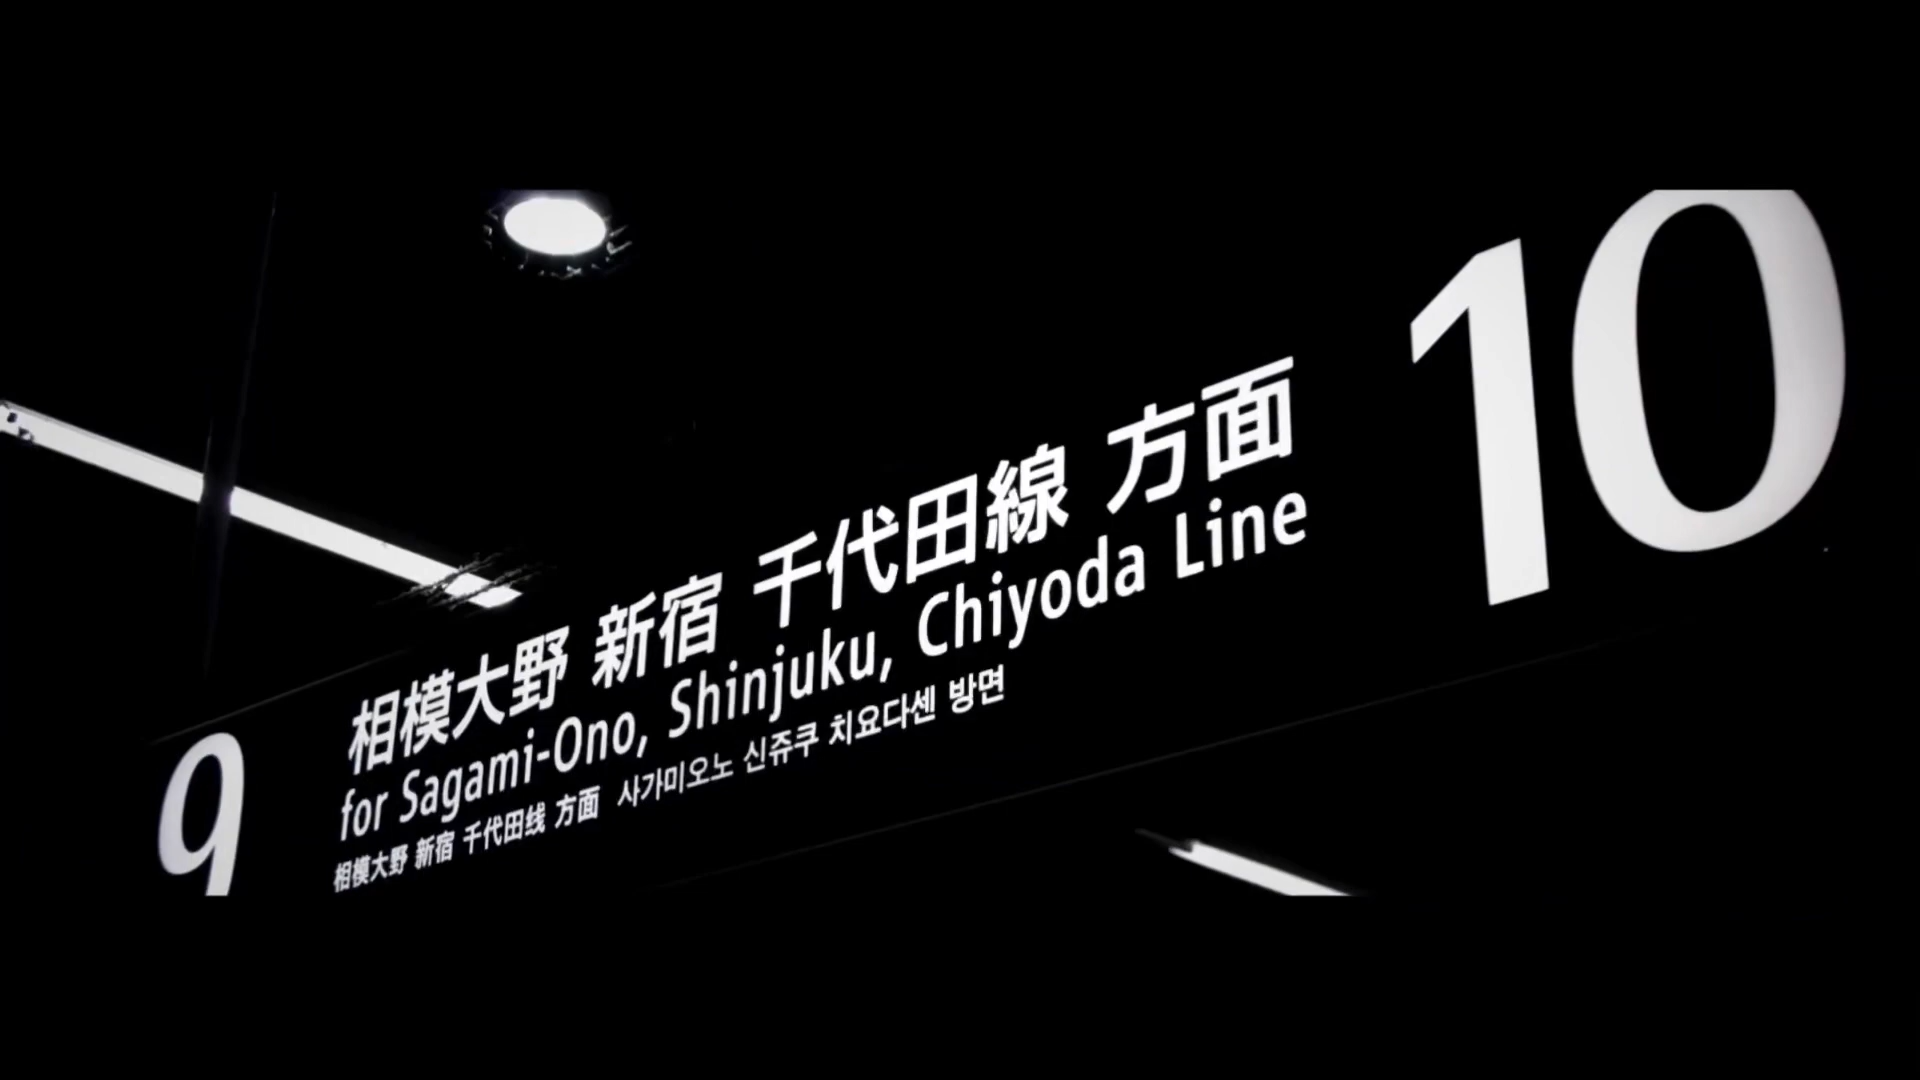 9
相模大野 新宿 千代田線 方面
for Sagami-Ono, Shinjuku, Chiyoda Line
相模大野 新宿 千代田线 方面 사가미오노 신쥬쿠 치요다센 방면
10